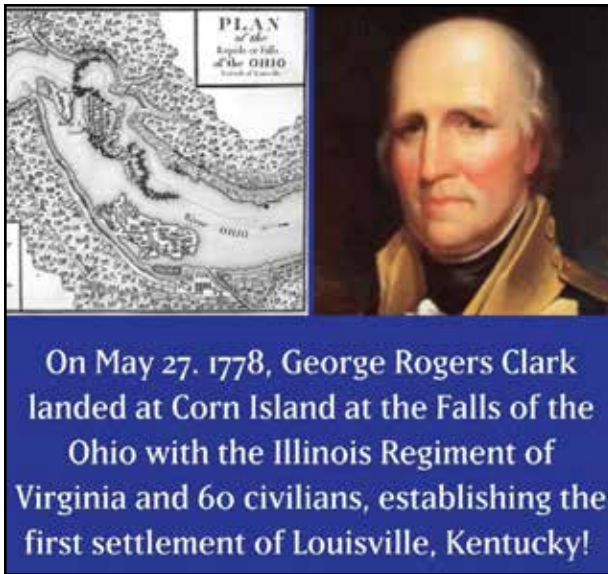 PLAN
of the
Rapids or Falls
of the OHIO
River
OHIO
On May 27. 1778, George Rogers Clark
landed at Corn Island at the Falls of the
Ohio with the Illinois Regiment of
Virginia and 60 civilians, establishing the
first settlement of Louisville, Kentucky!